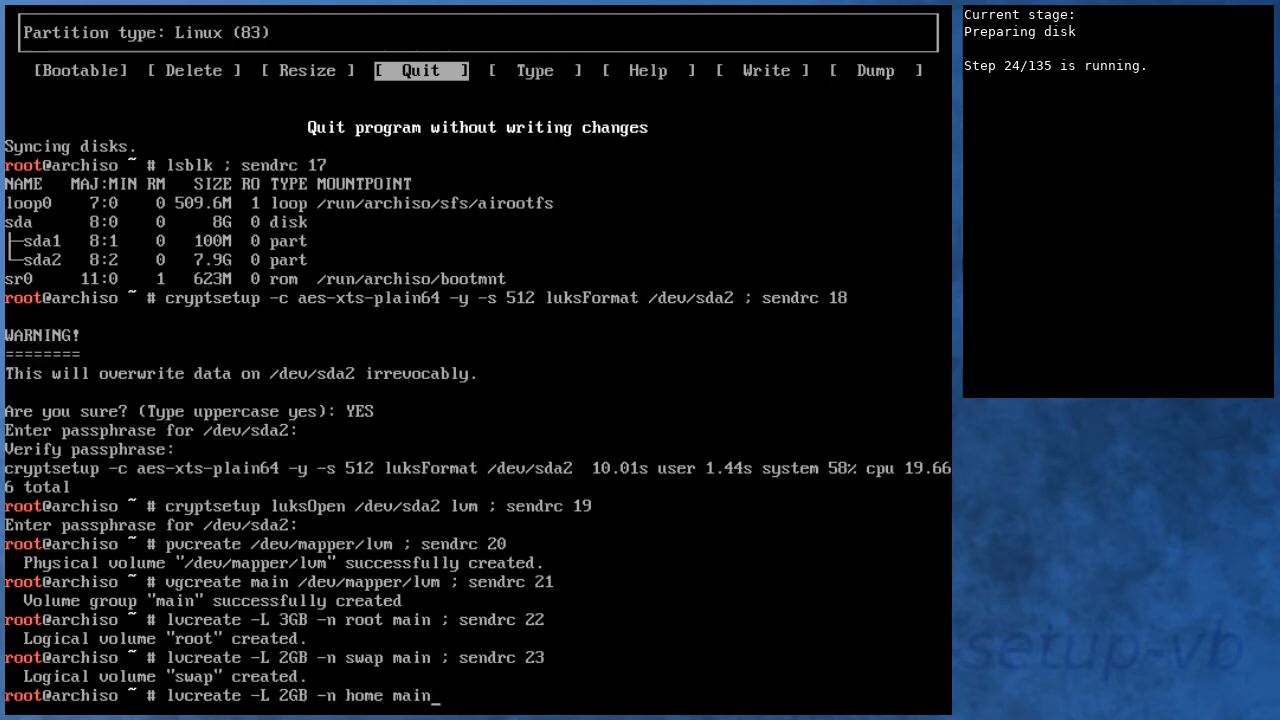 Partition type: Linux (83)
[Bootable] [ Delete ] [ Resize ] [ Quit ] [ Type ] [ Help ] [ Write ] [ Dump ]
Quit program without writing changes
Syncing disks.
root@archiso ~ # lsblk ; sendrc 17
NAME   MAJ:MIN RM   SIZE RO TYPE MOUNTPOINT
loop0    7:0    0 509.6M  1 loop /run/archiso/sfs/airootfs
sda      8:0    0     8G  0 disk
├─sda1   8:1    0   100M  0 part
└─sda2   8:2    0   7.9G  0 part
sr0     11:0    1   623M  0 rom  /run/archiso/bootmnt
root@archiso ~ # cryptsetup -c aes-xts-plain64 -y -s 512 luksFormat /dev/sda2 ; sendrc 18
WARNING!
========
This will overwrite data on /dev/sda2 irrevocably.
Are you sure? (Type uppercase yes): YES
Enter passphrase for /dev/sda2:
Verify passphrase:
cryptsetup -c aes-xts-plain64 -y -s 512 luksFormat /dev/sda2  10.01s user 1.44s system 58% cpu 19.66
6 total
root@archiso ~ # cryptsetup luksOpen /dev/sda2 lvm ; sendrc 19
Enter passphrase for /dev/sda2:
root@archiso ~ # pvcreate /dev/mapper/lvm ; sendrc 20
  Physical volume "/dev/mapper/lvm" successfully created.
root@archiso ~ # vgcreate main /dev/mapper/lvm ; sendrc 21
  Volume group "main" successfully created
root@archiso ~ # lvcreate -L 3GB -n root main ; sendrc 22
  Logical volume "root" created.
root@archiso ~ # lvcreate -L 2GB -n swap main ; sendrc 23
  Logical volume "swap" created.
root@archiso ~ # lvcreate -L 2GB -n home main_
Current stage:
Preparing disk
Step 24/135 is running.
setup-vb